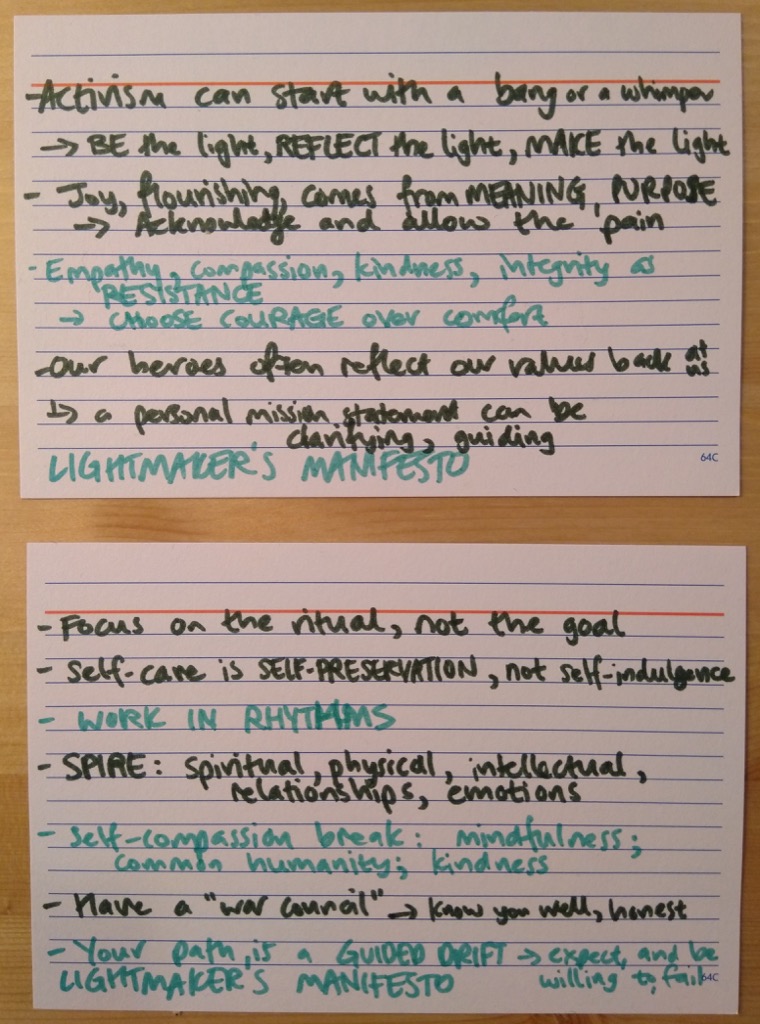 - Activism can start with a bang or a whimper
→ BE the light, REFLECT the light, MAKE the light
- Joy, flourishing, comes from MEANING, PURPOSE
→ Acknowledge and allow the pain
- Empathy, compassion, kindness, integrity as
RESISTANCE
→ CHOOSE COURAGE over comfort
- Our heroes often reflect our values back at us
↳ a personal mission statement can be
clarifying, guiding
LIGHTMAKER'S MANIFESTO
64C
- Focus on the ritual, not the goal
- Self-care is SELF-PRESERVATION, not self-indulgence
- WORK IN RHYTHMS
- SPIRE: spiritual, physical, intellectual,
relationships, emotions
- Self-compassion break: mindfulness;
common humanity; kindness
- Have a "war council" → know you well, honest
- Your path, is a GUIDED DRIFT → expect, and be
LIGHTMAKER'S MANIFESTO willing to, fail
64C